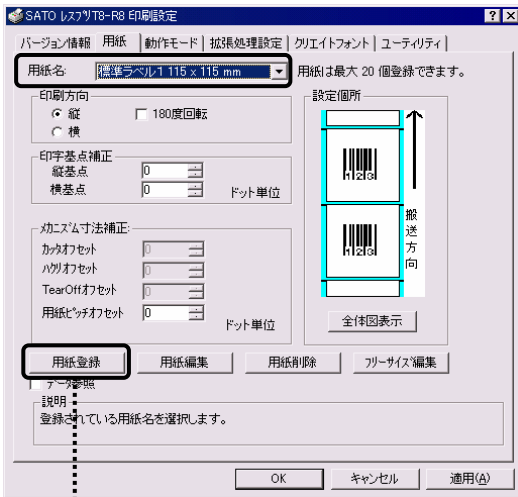 SATO ﾚｽﾌﾟﾘT8-R8 印刷設定
バージョン情報 用紙 動作モード 拡張処理設定 クリエイトフォント ユーティリティ
用紙名: 標準ラベル1 115 x 115 mm 用紙は最大 20 個登録できます。
印刷方向
縦 180度回転
横
設定個所
印字基点補正
縦基点 0
横基点 0
ドット単位
ﾒｶﾆｽﾞﾑ寸法補正:
ｶｯﾀｵﾌｾｯﾄ 0
ﾊｸﾘｵﾌｾｯﾄ 0
TearOffｵﾌｾｯﾄ 0
用紙ﾋﾟｯﾁｵﾌｾｯﾄ 0
ドット単位
123
123
搬送方向
全体図表示
用紙登録 用紙編集 用紙削除 ﾌﾘｰｻｲｽﾞ編集
データ参照
説明
登録されている用紙名を選択します。
OK キャンセル 適用(A)